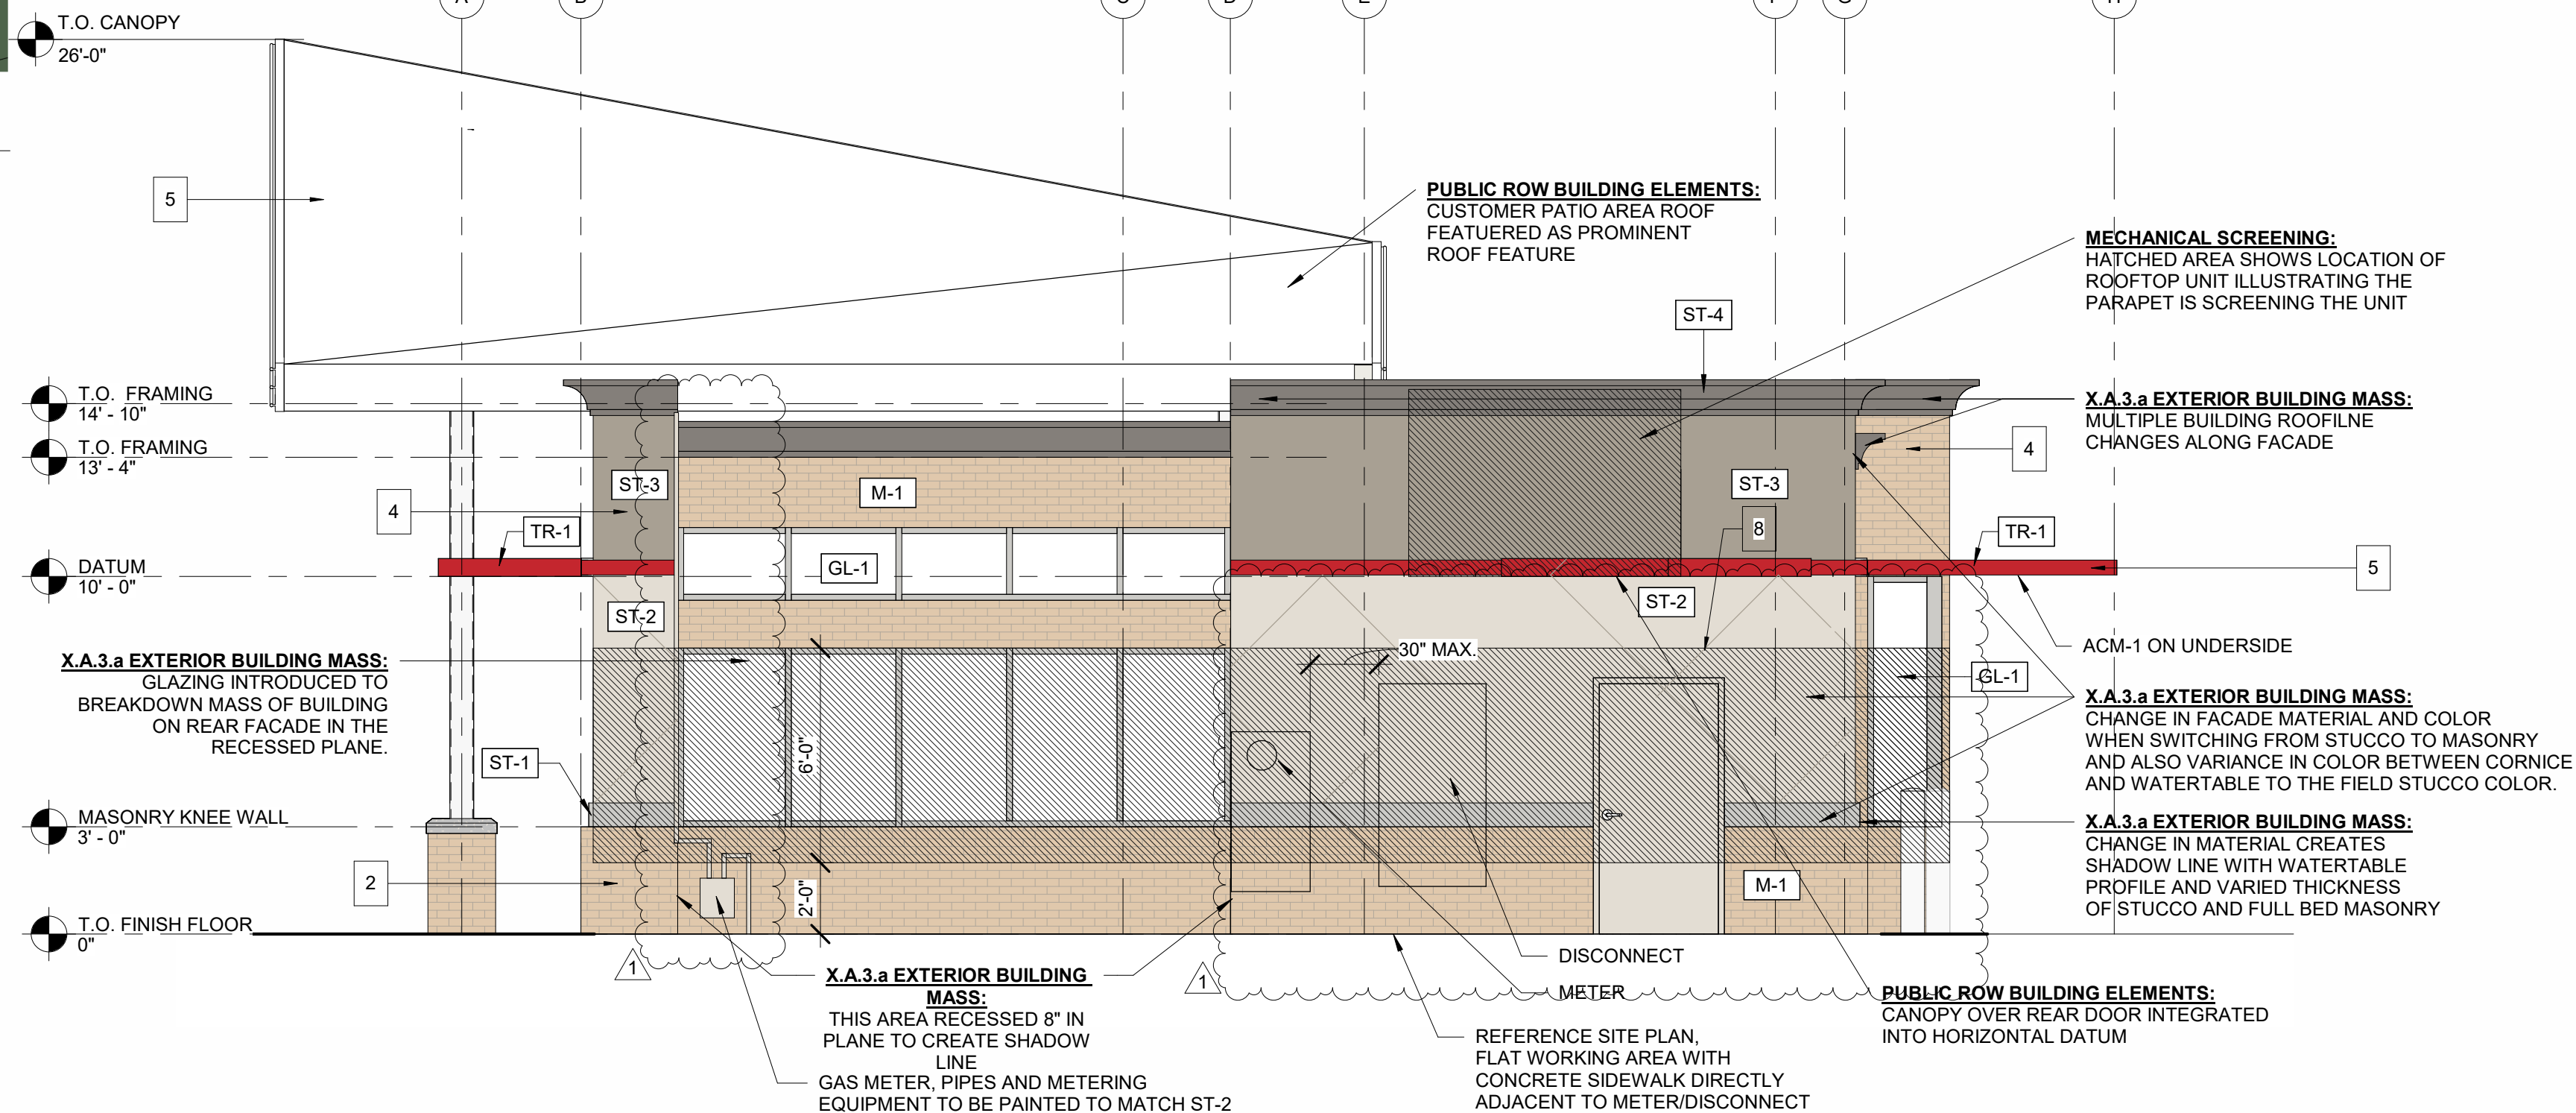 T.O. CANOPY
26'-0"
5
PUBLIC ROW BUILDING ELEMENTS:
CUSTOMER PATIO AREA ROOF
FEATUERED AS PROMINENT
ROOF FEATURE
MECHANICAL SCREENING:
HATCHED AREA SHOWS LOCATION OF
ROOFTOP UNIT ILLUSTRATING THE
PARAPET IS SCREENING THE UNIT
ST-4
T.O. FRAMING
14' - 10"
X.A.3.a EXTERIOR BUILDING MASS:
MULTIPLE BUILDING ROOFILNE
CHANGES ALONG FACADE
T.O. FRAMING
13' - 4"
4
ST-3
M-1
ST-3
4
TR-1
8
TR-1
DATUM
10' - 0"
GL-1
5
ST-2
ST-2
30" MAX.
ACM-1 ON UNDERSIDE
X.A.3.a EXTERIOR BUILDING MASS:
GLAZING INTRODUCED TO
BREAKDOWN MASS OF BUILDING
ON REAR FACADE IN THE
RECESSED PLANE.
GL-1
X.A.3.a EXTERIOR BUILDING MASS:
CHANGE IN FACADE MATERIAL AND COLOR
WHEN SWITCHING FROM STUCCO TO MASONRY
AND ALSO VARIANCE IN COLOR BETWEEN CORNICE
AND WATERTABLE TO THE FIELD STUCCO COLOR.
ST-1
6'-0"
MASONRY KNEE WALL
3' - 0"
X.A.3.a EXTERIOR BUILDING MASS:
CHANGE IN MATERIAL CREATES
SHADOW LINE WITH WATERTABLE
PROFILE AND VARIED THICKNESS
OF STUCCO AND FULL BED MASONRY
2
2'-0"
M-1
T.O. FINISH FLOOR
0"
1
1
X.A.3.a EXTERIOR BUILDING
MASS:
THIS AREA RECESSED 8" IN
PLANE TO CREATE SHADOW
LINE
GAS METER, PIPES AND METERING
EQUIPMENT TO BE PAINTED TO MATCH ST-2
DISCONNECT
METER
REFERENCE SITE PLAN,
FLAT WORKING AREA WITH
CONCRETE SIDEWALK DIRECTLY
ADJACENT TO METER/DISCONNECT
PUBLIC ROW BUILDING ELEMENTS:
CANOPY OVER REAR DOOR INTEGRATED
INTO HORIZONTAL DATUM